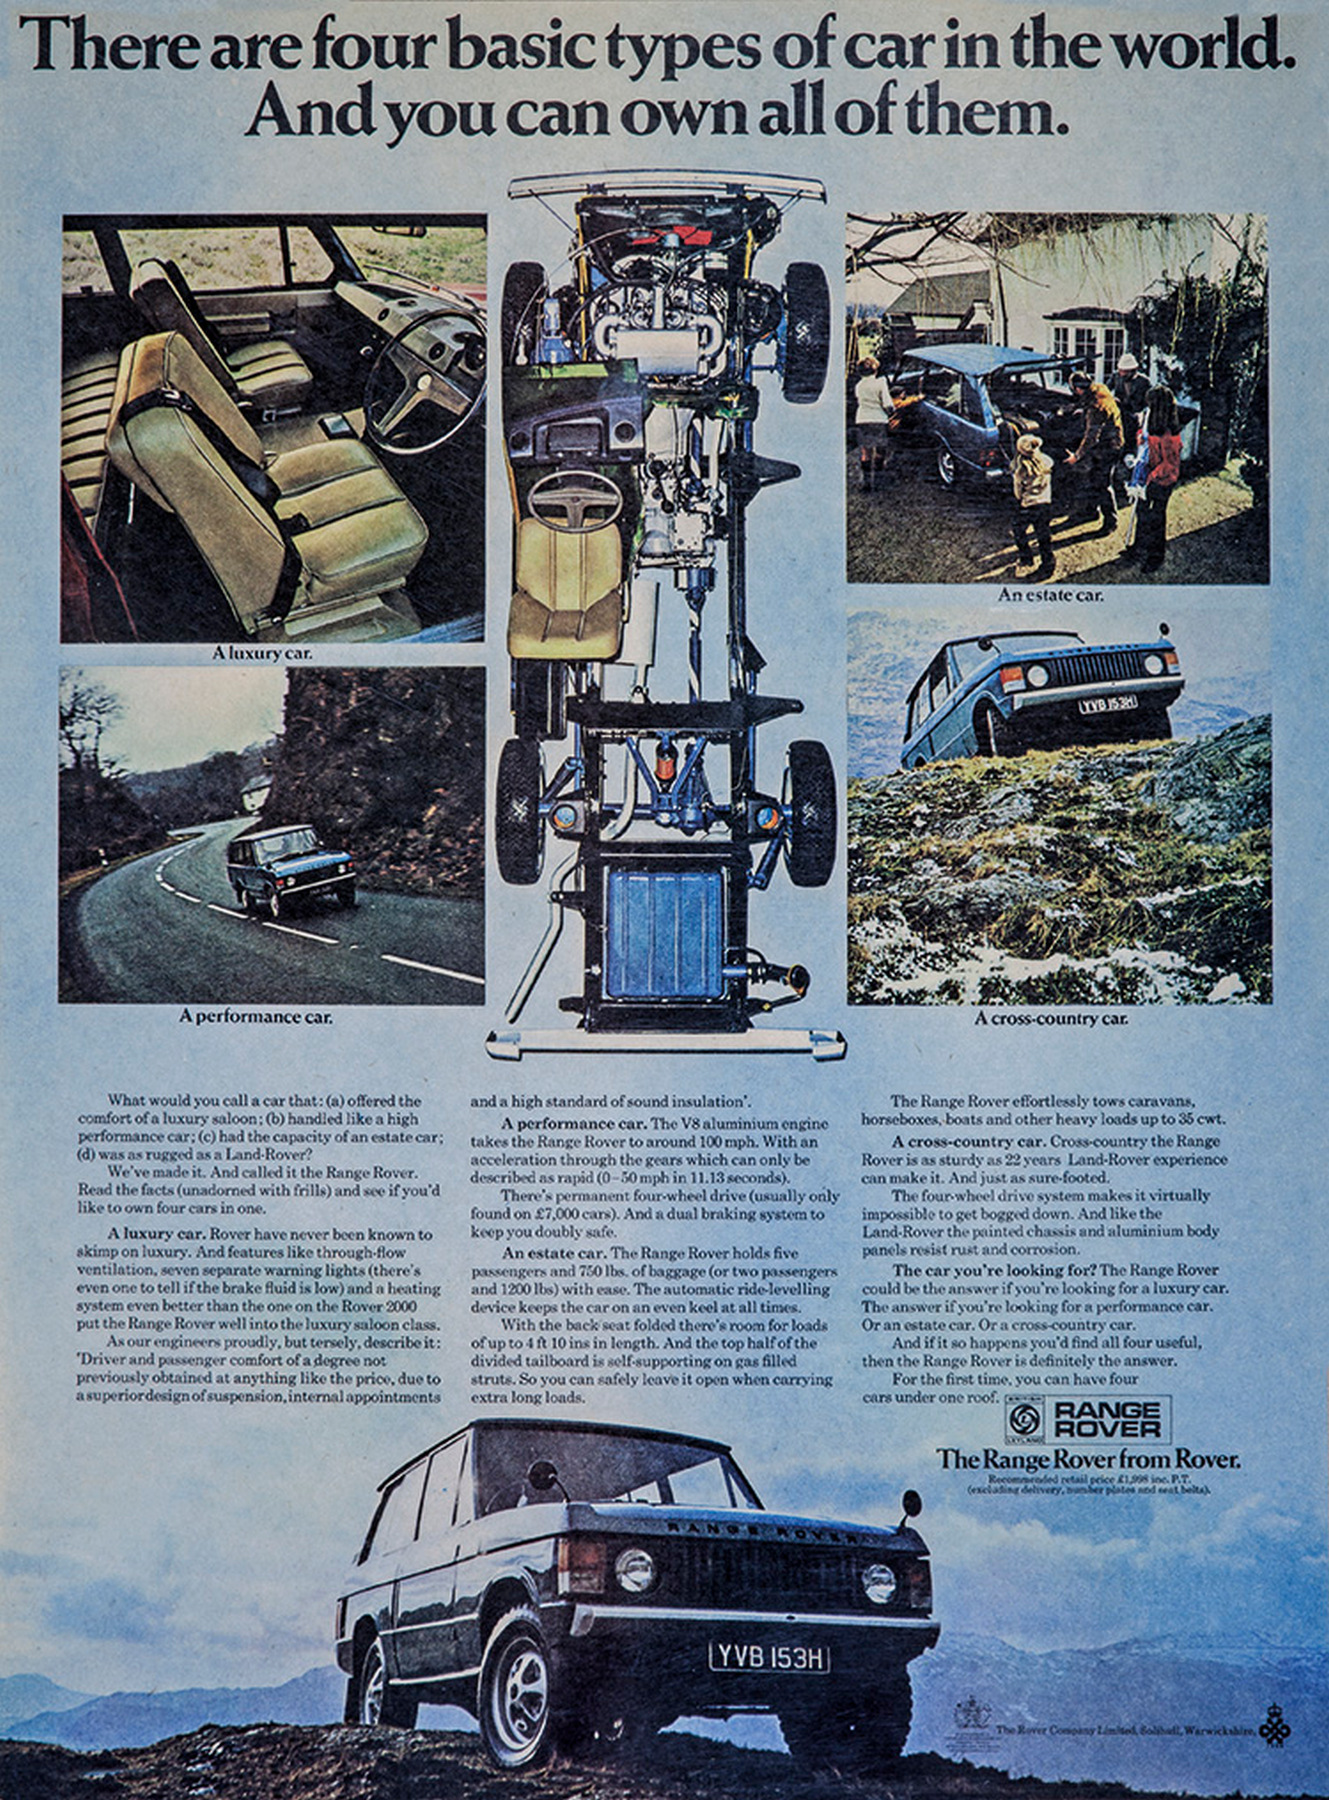 There are four basic types of car in the world.
And you can own all of them.
A luxury car.
An estate car.
YVB 153H
A performance car.
A cross-country car.
What would you call a car that: (a) offered the
comfort of a luxury saloon; (b) handled like a high
performance car; (c) had the capacity of an estate car;
(d) was as rugged as a Land-Rover?
We've made it. And called it the Range Rover.
Read the facts (unadorned with frills) and see if you'd
like to own four cars in one.
A luxury car. Rover have never been known to
skimp on luxury. And features like through-flow
ventilation, seven separate warning lights (there's
even one to tell if the brake fluid is low) and a heating
system even better than the one on the Rover 2000
put the Range Rover well into the luxury saloon class.
As our engineers proudly, but tersely, describe it:
'Driver and passenger comfort of a degree not
previously obtained at anything like the price, due to
a superior design of suspension, internal appointments
and a high standard of sound insulation'.
A performance car. The V8 aluminium engine
takes the Range Rover to around 100 mph. With an
acceleration through the gears which can only be
described as rapid (0–50 mph in 11.13 seconds).
There's permanent four-wheel drive (usually only
found on £7,000 cars). And a dual braking system to
keep you doubly safe.
An estate car. The Range Rover holds five
passengers and 750 lbs. of baggage (or two passengers
and 1200 lbs) with ease. The automatic ride-levelling
device keeps the car on an even keel at all times.
With the back seat folded there's room for loads
of up to 4 ft 10 ins in length. And the top half of the
divided tailboard is self-supporting on gas filled
struts. So you can safely leave it open when carrying
extra long loads.
The Range Rover effortlessly tows caravans,
horseboxes, boats and other heavy loads up to 35 cwt.
A cross-country car. Cross-country the Range
Rover is as sturdy as 22 years Land-Rover experience
can make it. And just as sure-footed.
The four-wheel drive system makes it virtually
impossible to get bogged down. And like the
Land-Rover the painted chassis and aluminium body
panels resist rust and corrosion.
The car you're looking for? The Range Rover
could be the answer if you're looking for a luxury car.
The answer if you're looking for a performance car.
Or an estate car. Or a cross-country car.
And if it so happens you'd find all four useful,
then the Range Rover is definitely the answer.
For the first time, you can have four
cars under one roof.
BRITISH
LEYLAND
RANGE
ROVER
The Range Rover from Rover.
Recommended retail price £1,998 inc. P.T.
(excluding delivery, number plates and seat belts).
RANGE ROVER
YVB 153H
The Rover Company Limited, Solihull, Warwickshire.